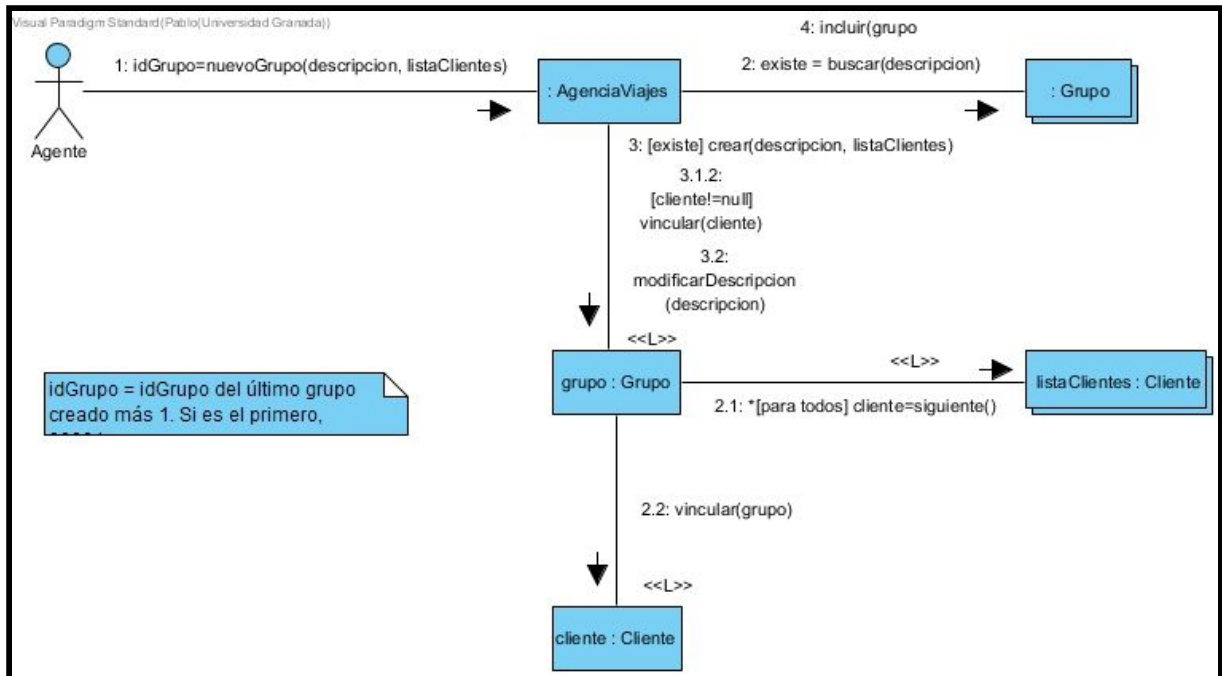 Visual Paradigm Standard(Pablo(Universidad Granada))
4: incluir(grupo
1: idGrupo=nuevoGrupo(descripcion, listaClientes)
2: existe = buscar(descripcion)
: AgenciaViajes
: Grupo
Agente
3: [existe] crear(descripcion, listaClientes)
3.1.2:
[cliente!=null]
vincular(cliente)
3.2:
modificarDescripcion
(descripcion)
<<L>>
<<L>>
grupo : Grupo
listaClientes : Cliente
2.1: *[para todos] cliente=siguiente()
idGrupo = idGrupo del último grupo
creado más 1. Si es el primero,
2.2: vincular(grupo)
<<L>>
cliente : Cliente